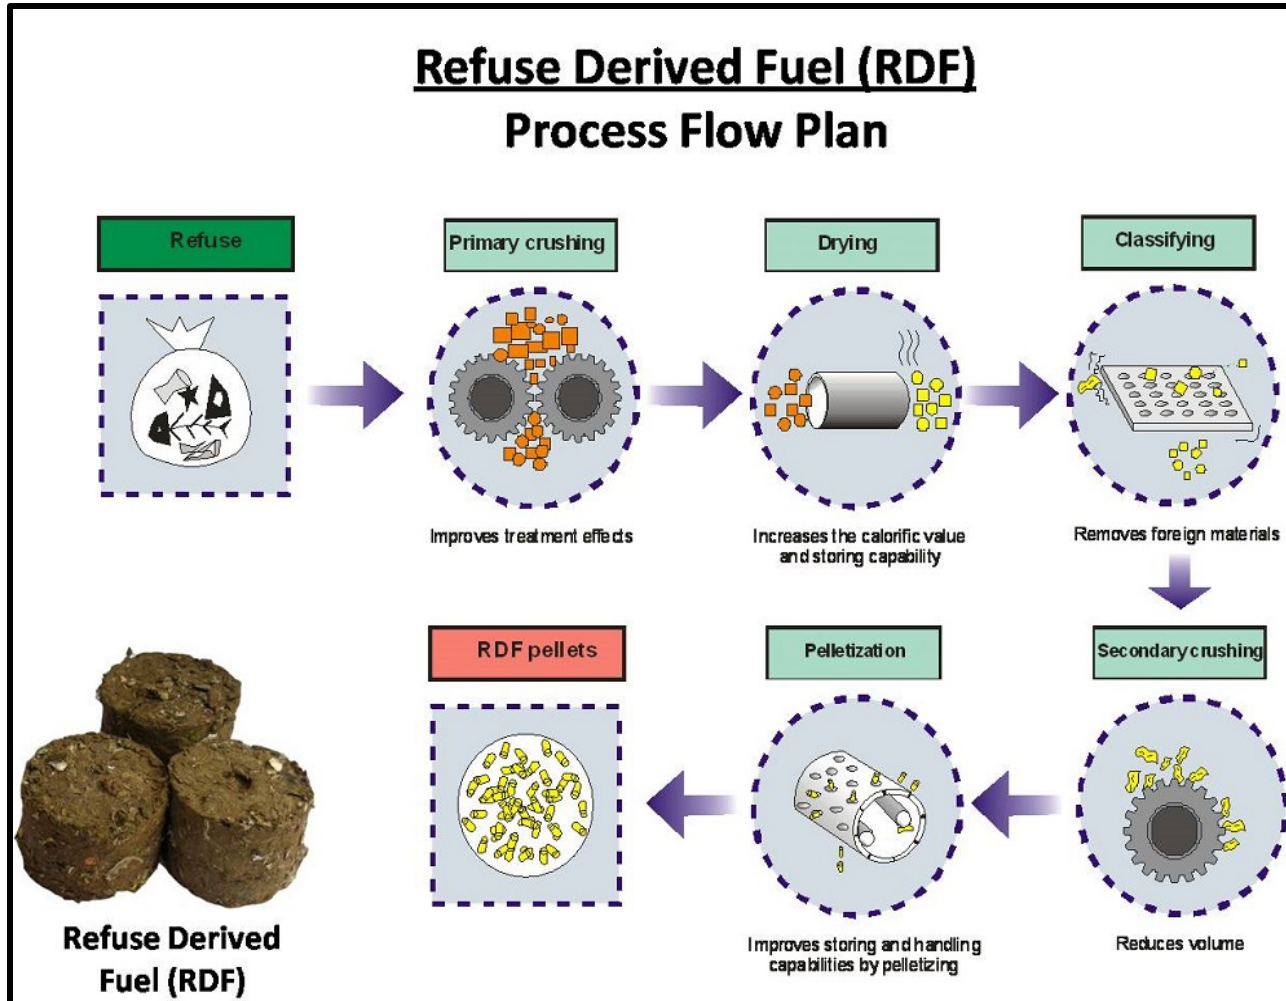 Refuse Derived Fuel (RDF)
Process Flow Plan
Refuse
Primary crushing
Drying
Classifying
Improves treatment effects
Increases the calorific value
and storing capability
Removes foreign materials
RDF pellets
Pelletization
Secondary crushing
Improves storing and handling
capabilities by pelletizing
Reduces volume
Refuse Derived
Fuel (RDF)